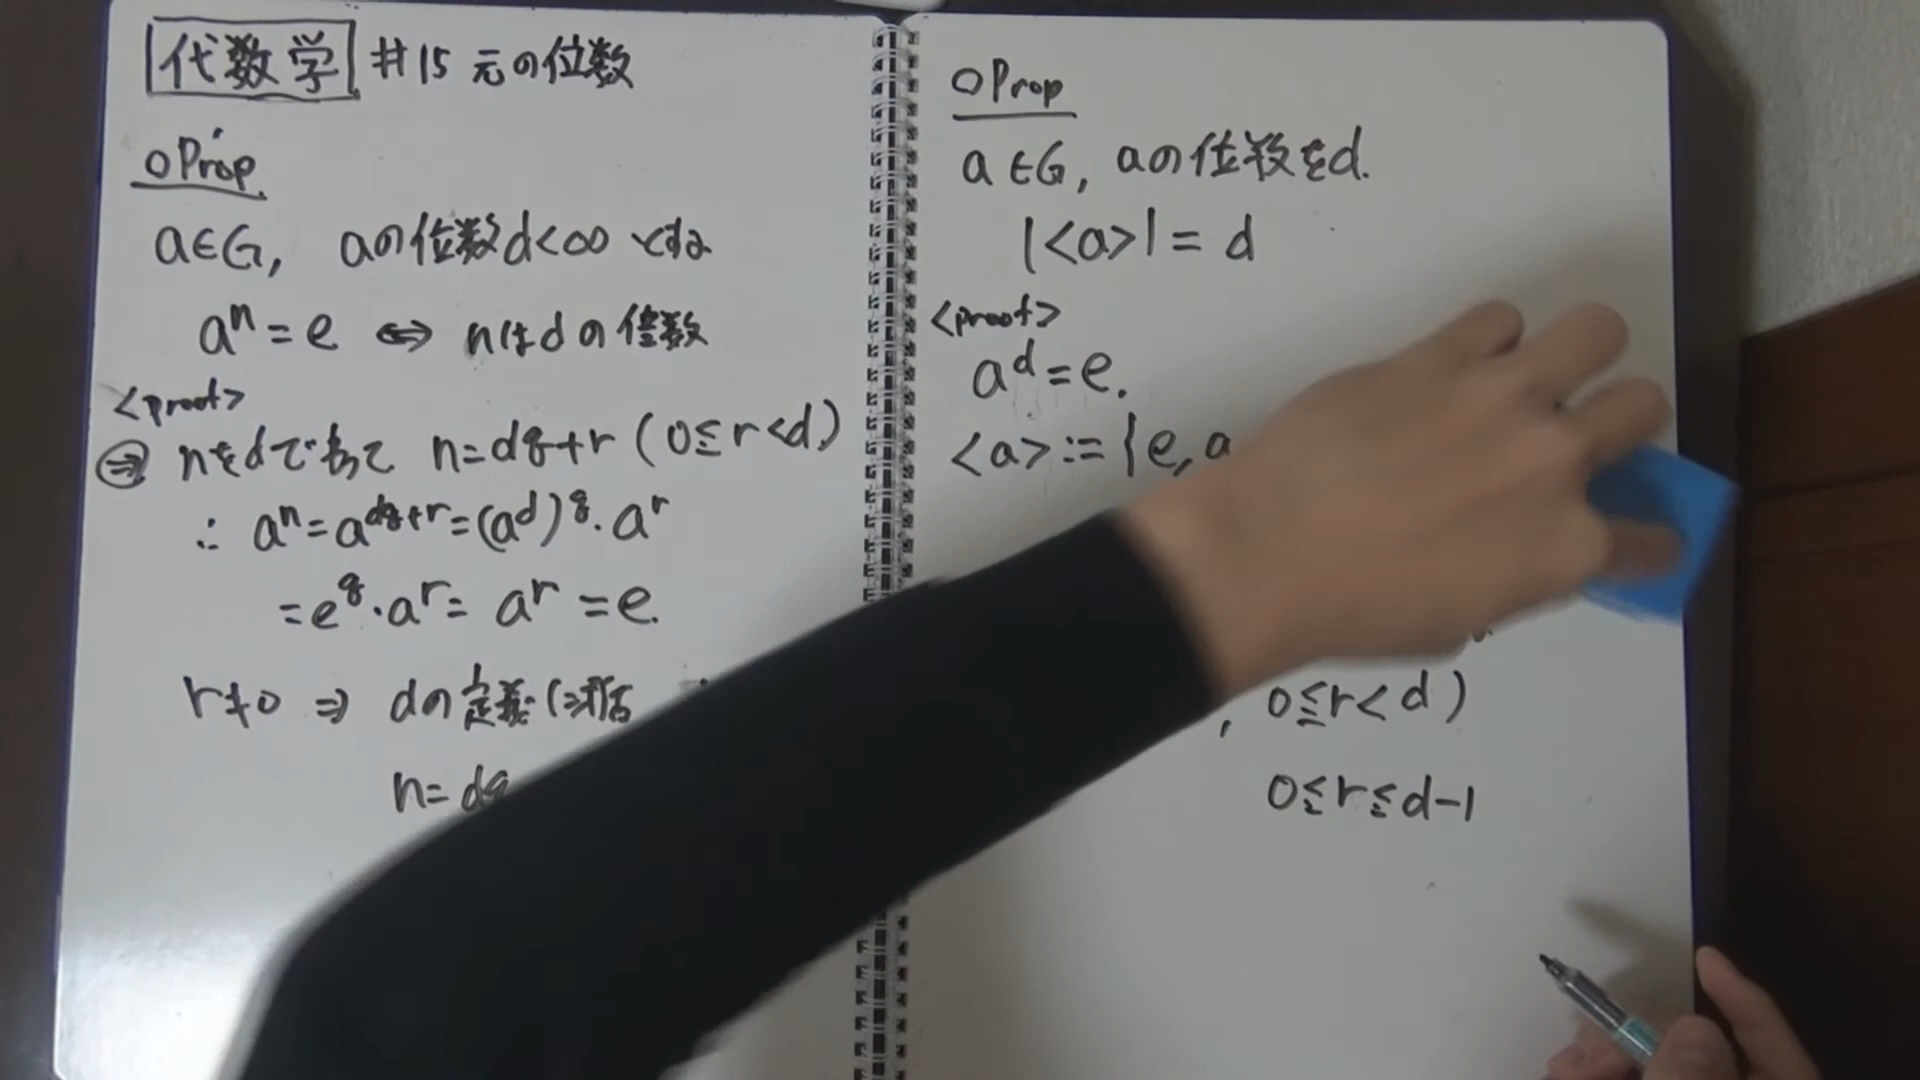 代数学 #15 元の位数
○Prop
a∈G, aの位数d<∞とする
aⁿ=e ⇔ nはdの倍数
<proof>
⇒ nをdでわって n=dq+r (0≦r<d)
∴ aⁿ=a^{dq+r}=(a^d)^q・a^r
=e^q・a^r= a^r =e.
r≠0 ⇒ dの定義に矛盾
n=dq
○Prop
a∈G, aの位数をd.
|<a>|= d
<proof>
a^d=e.
<a>:={e, a
, 0≦r<d)
0≦r≦d-1